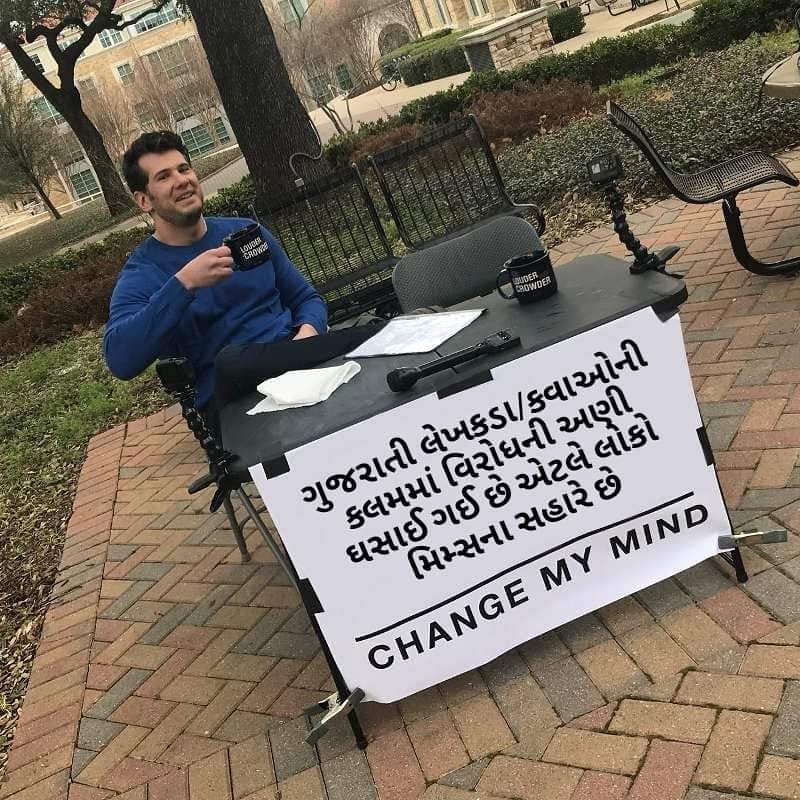 LOUDER
CROWDER
LOUDER
CROWDER
ગુજરાતી લેખકડા/કવાઓની
કલમમાં વિરોધની અણી
ઘસાઈ ગઈ છે એટલે લોકો
મિમ્સના સહારે છે
CHANGE MY MIND